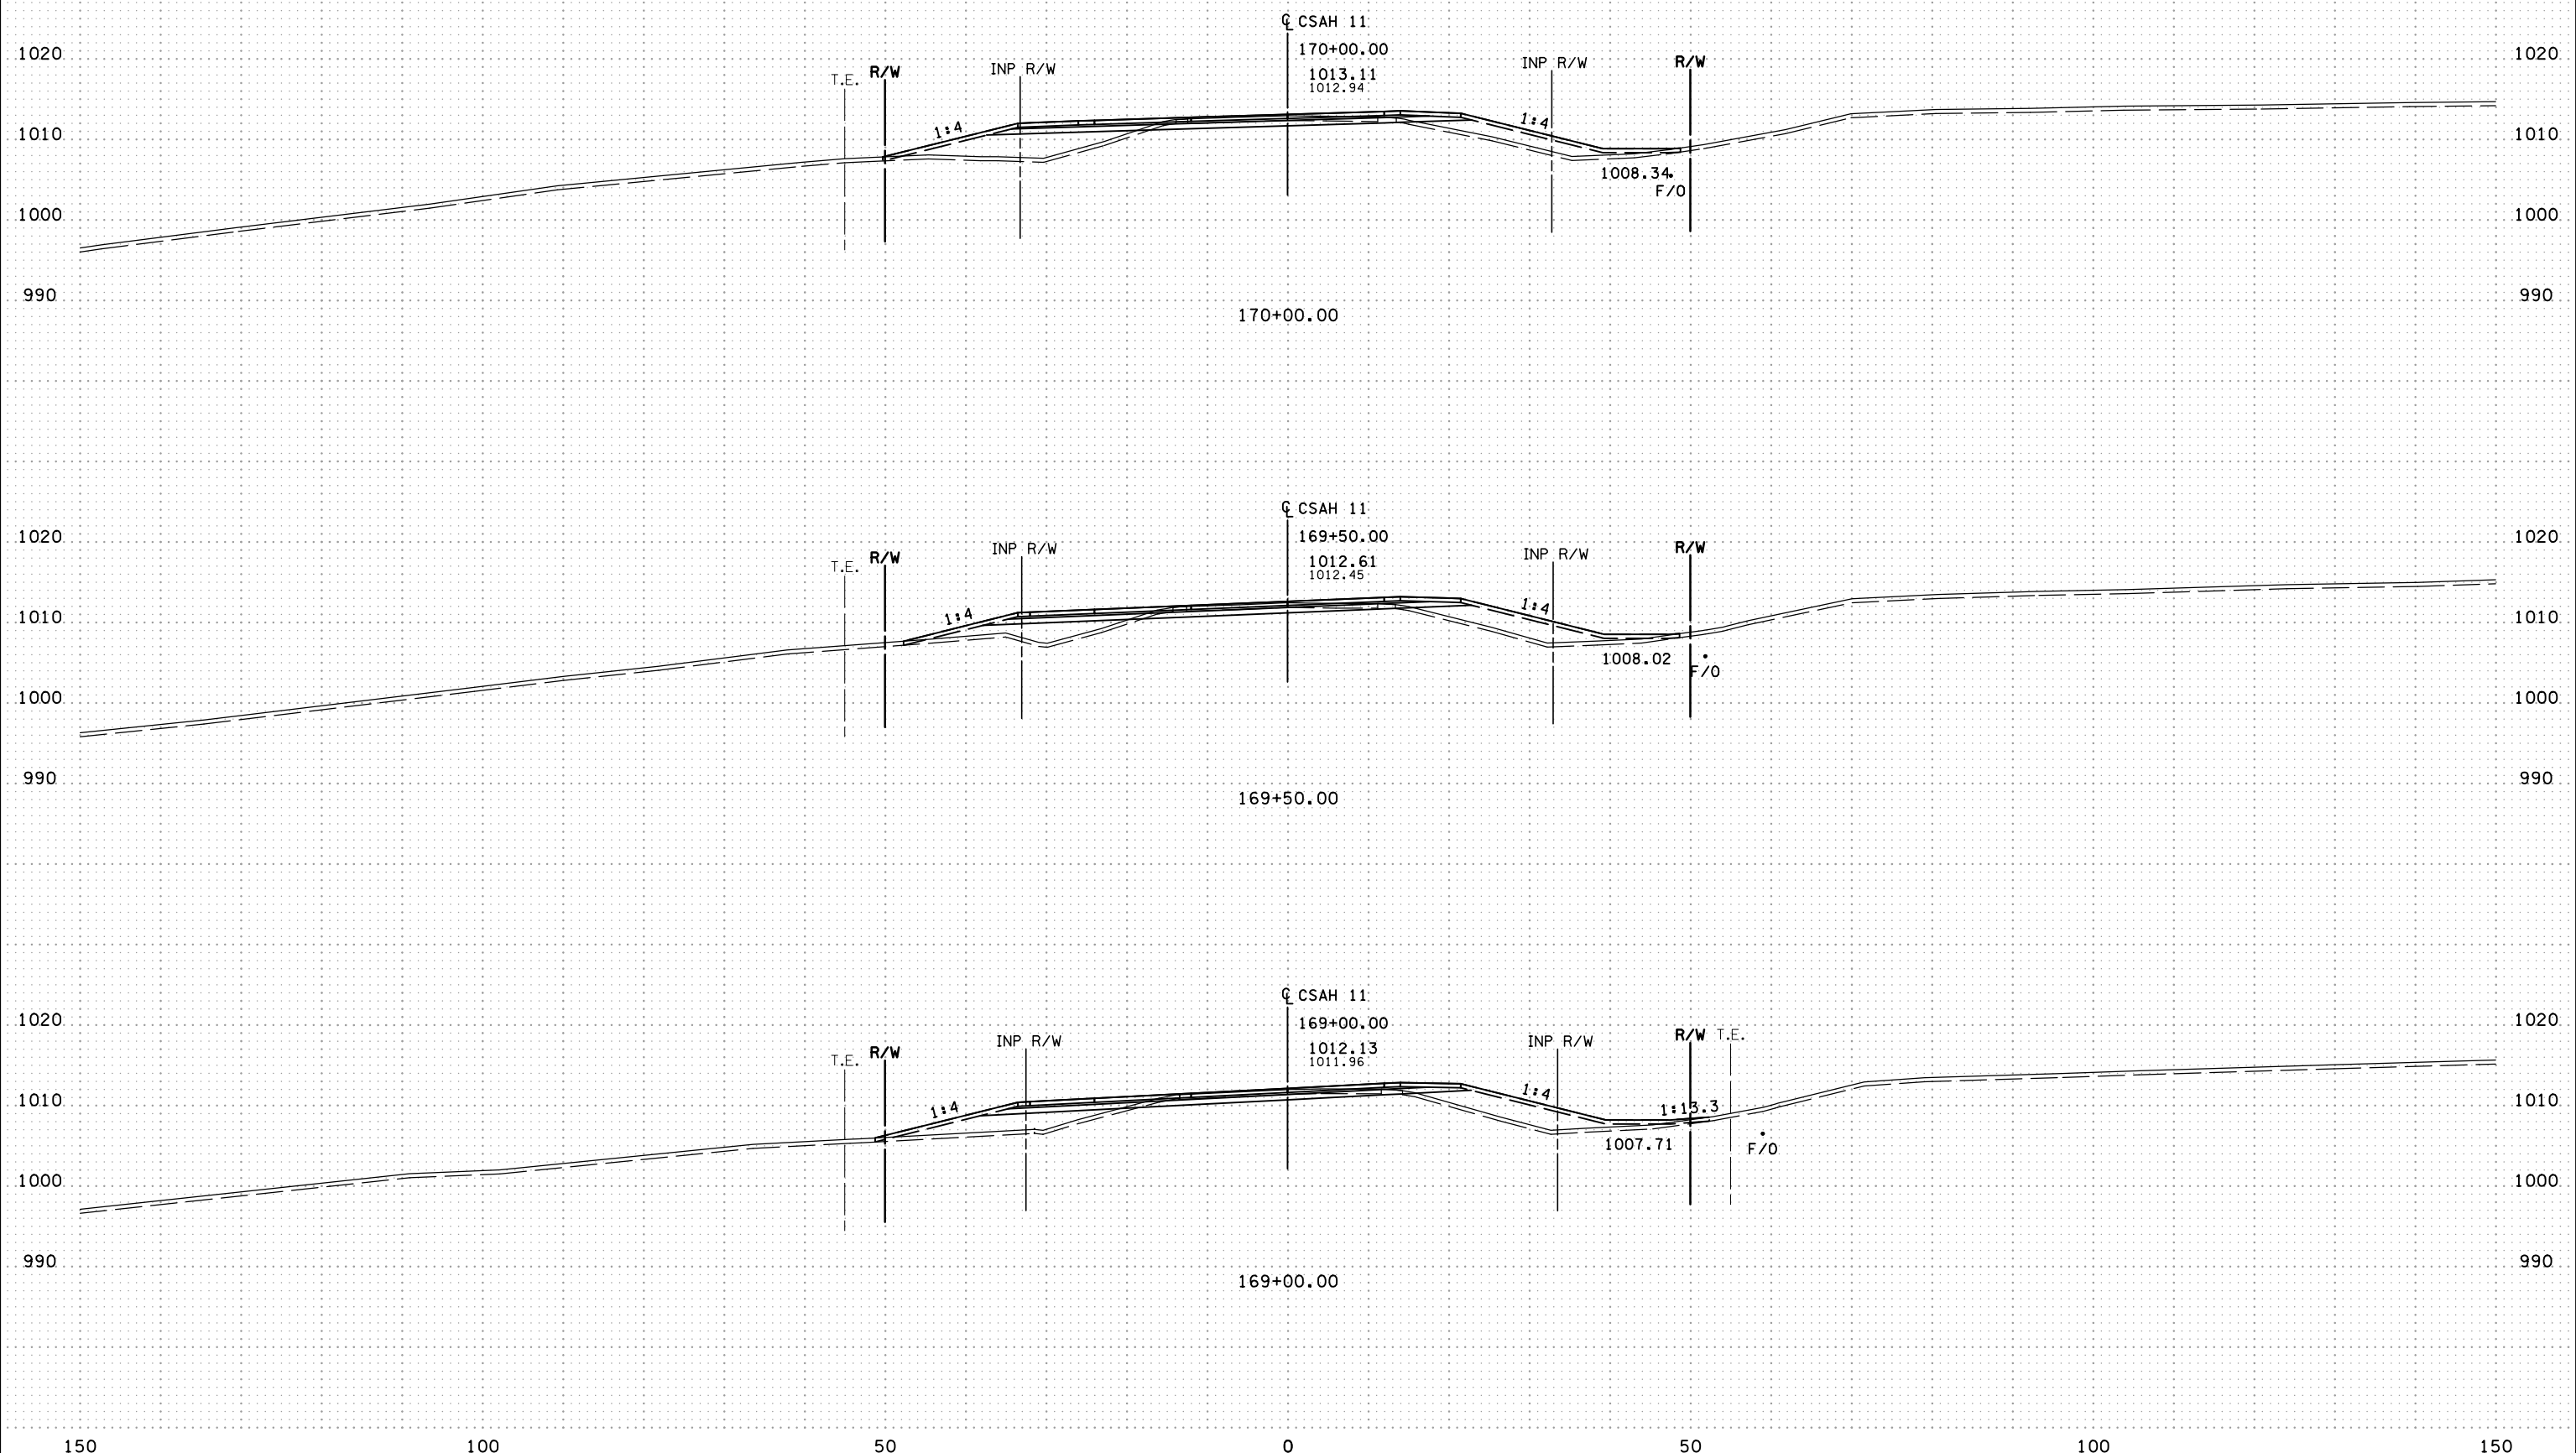 ℄ CSAH 11
170+00.00
1013.11
1012.94
1020 1020
T.E. R/W INP R/W INP R/W R/W
1:4 1:4
1010 1010
1008.34
F/O
1000 1000
990 990
170+00.00
℄ CSAH 11
169+50.00
1012.61
1012.45
1020 1020
T.E. R/W INP R/W INP R/W R/W
1:4 1:4
1010 1010
1008.02
F/O
1000 1000
990 990
169+50.00
℄ CSAH 11
169+00.00
1012.13
1011.96
1020 1020
T.E. R/W INP R/W INP R/W R/W T.E.
1:4 1:4 1:13.3
1010 1010
1007.71
F/O
1000 1000
990 990
169+00.00
150 100 50 0 50 100 150